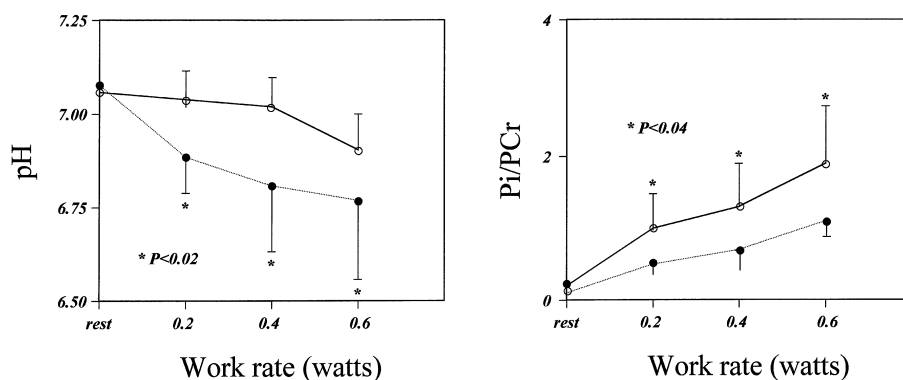 7.25
7.00
6.75
6.50
pH
* P<0.02
*
*
*
rest
0.2
0.4
0.6
Work rate (watts)
4
2
0
Pi/PCr
* P<0.04
*
*
*
rest
0.2
0.4
0.6
Work rate (watts)